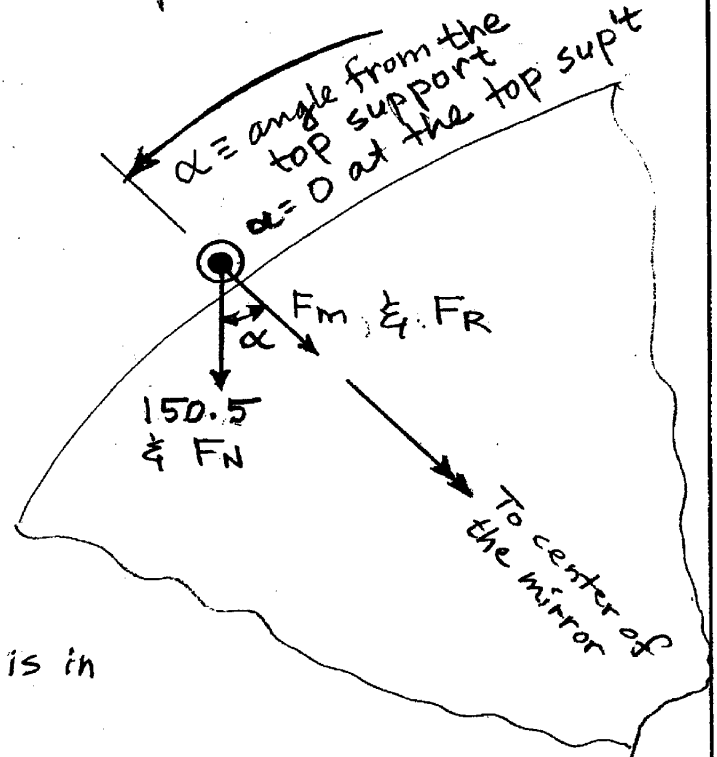 α ≡ angle from the
top support
α = 0 at the top sup't
Fm & FR
α
150.5
& FN
To center of
the mirror
is in